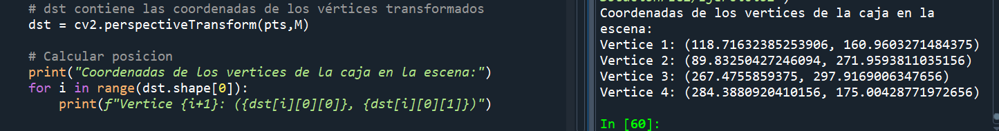 # dst contiene las coordenadas de los vértices transformados
dst = cv2.perspectiveTransform(pts,M)
# Calcular posicion
print("Coordenadas de los vertices de la caja en la escena:")
for i in range(dst.shape[0]):
    print(f"Vertice {i+1}: ({dst[i][0][0]}, {dst[i][0][1]})")
Coordenadas de los vertices de la caja en la
escena:
Vertice 1: (118.71632385253906, 160.9603271484375)
Vertice 2: (89.83250427246094, 271.9593811035156)
Vertice 3: (267.4755859375, 297.9169006347656)
Vertice 4: (284.3880920410156, 175.00428771972656)
In [60]: